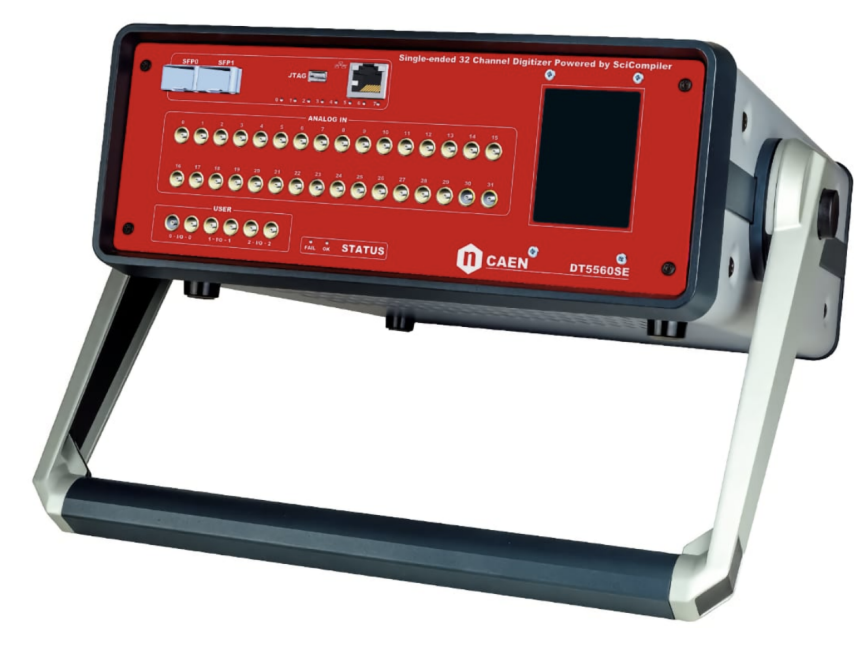 SFP0 SFP1
Single-ended 32 Channel Digitizer Powered by SciCompiler
JTAG
0 1 2 3 4 5 6 7
ANALOG IN
0 1 2 3 4 5 6 7 8 9 10 11 12 13 14 15
16 17 18 19 20 21 22 23 24 25 26 27 28 29 30 31
USER
0 - I/O - 0 1 - I/O - 1 2 - I/O - 2
FAIL OK STATUS
n CAEN
DT5560SE